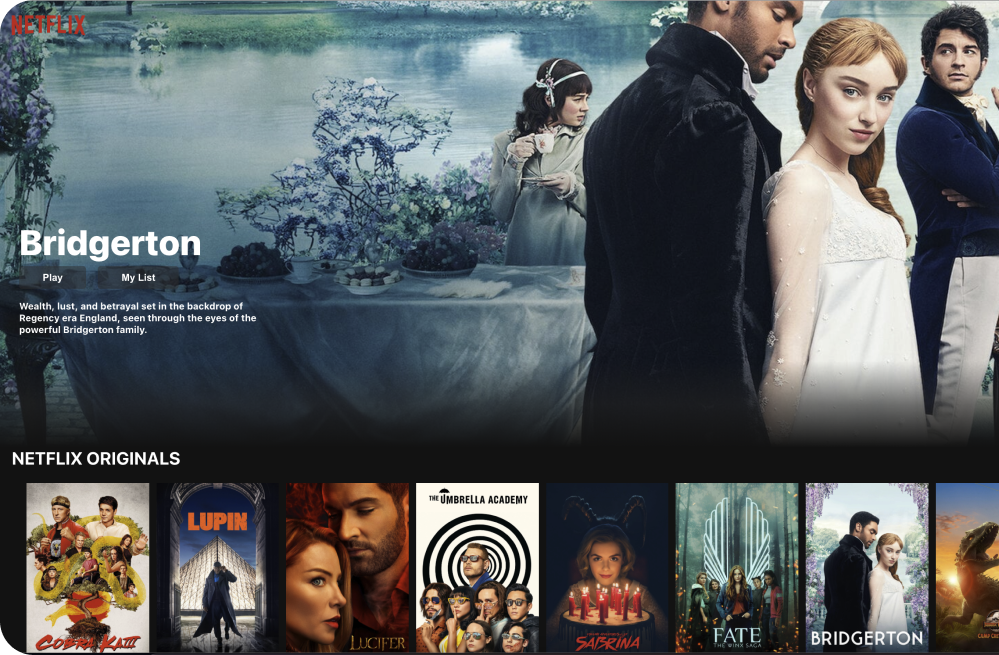 NETFLIX
Bridgerton
Play
My List
Wealth, lust, and betrayal set in the backdrop of
Regency era England, seen through the eyes of the
powerful Bridgerton family.
NETFLIX ORIGINALS
COBRA KAI
LUPIN
LUCIFER
THE UMBRELLA ACADEMY
SABRINA
FATE
THE WINX SAGA
BRIDGERTON